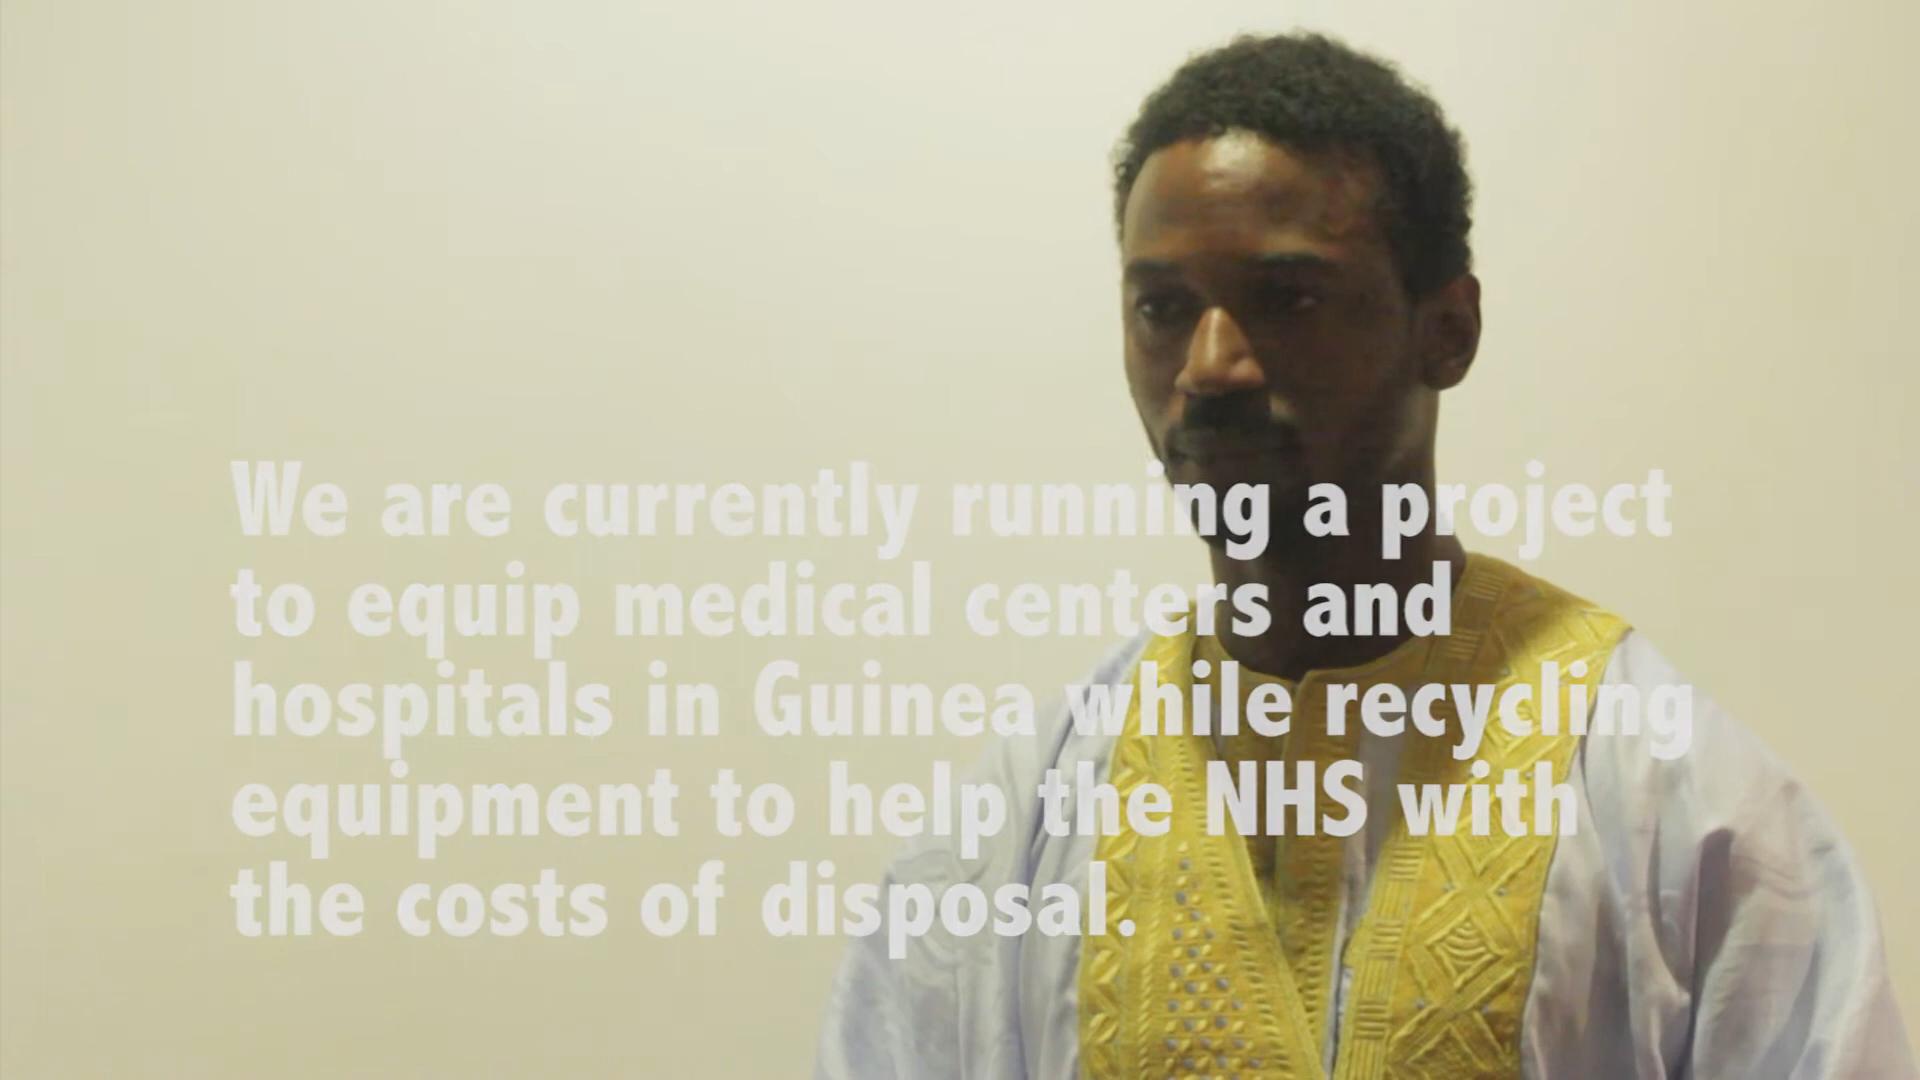 We are currently running a project
to equip medical centers and
hospitals in Guinea while recycling
equipment to help the NHS with
the costs of disposal.